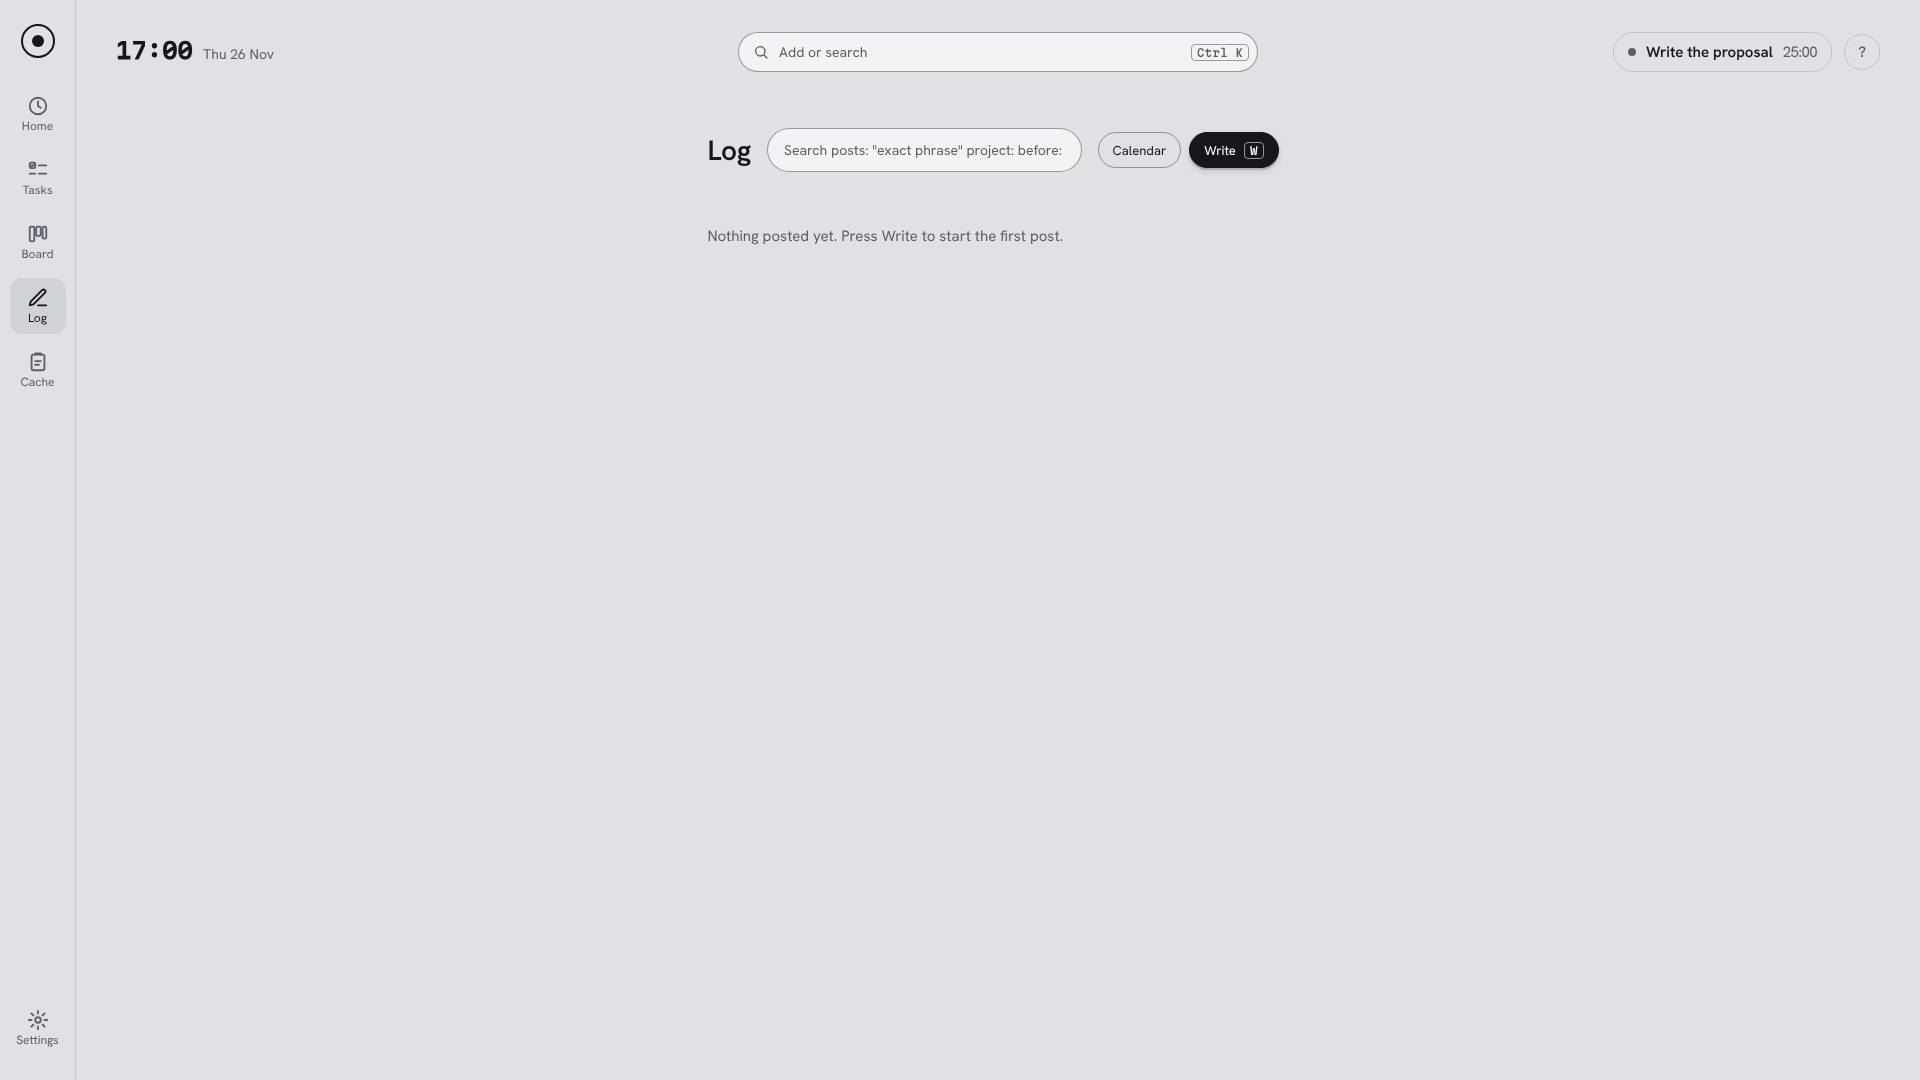 17:00 Thu 26 Nov
Add or search Ctrl K
Write the proposal 25:00 ?
Home
Tasks
Board
Log
Cache
Settings
Log
Search posts: "exact phrase" project: before:
Calendar
Write W
Nothing posted yet. Press Write to start the first post.